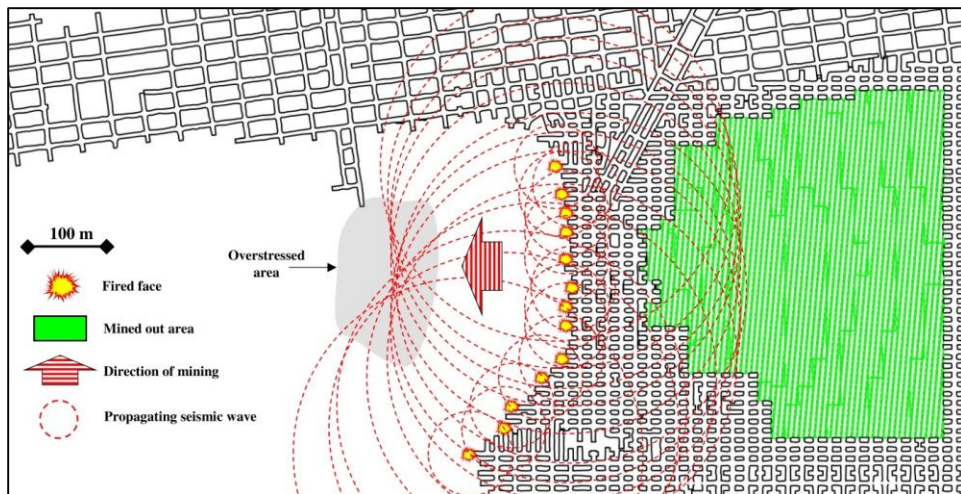 Overstressed
area
100 m
Fired face
Mined out area
Direction of mining
Propagating seismic wave